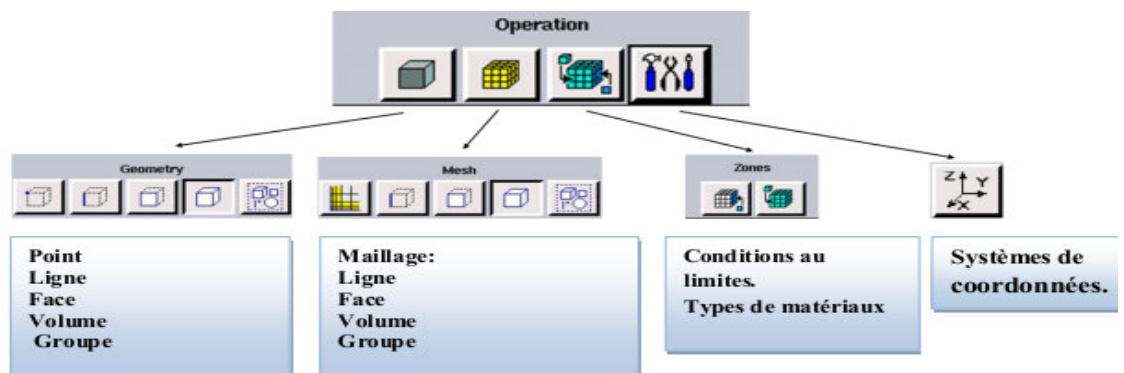 Operation
Geometry
Mesh
Zones
Z
Y
X
Point
Ligne
Face
Volume
Groupe
Maillage:
Ligne
Face
Volume
Groupe
Conditions au
limites.
Types de matériaux
Systèmes de
coordonnées.